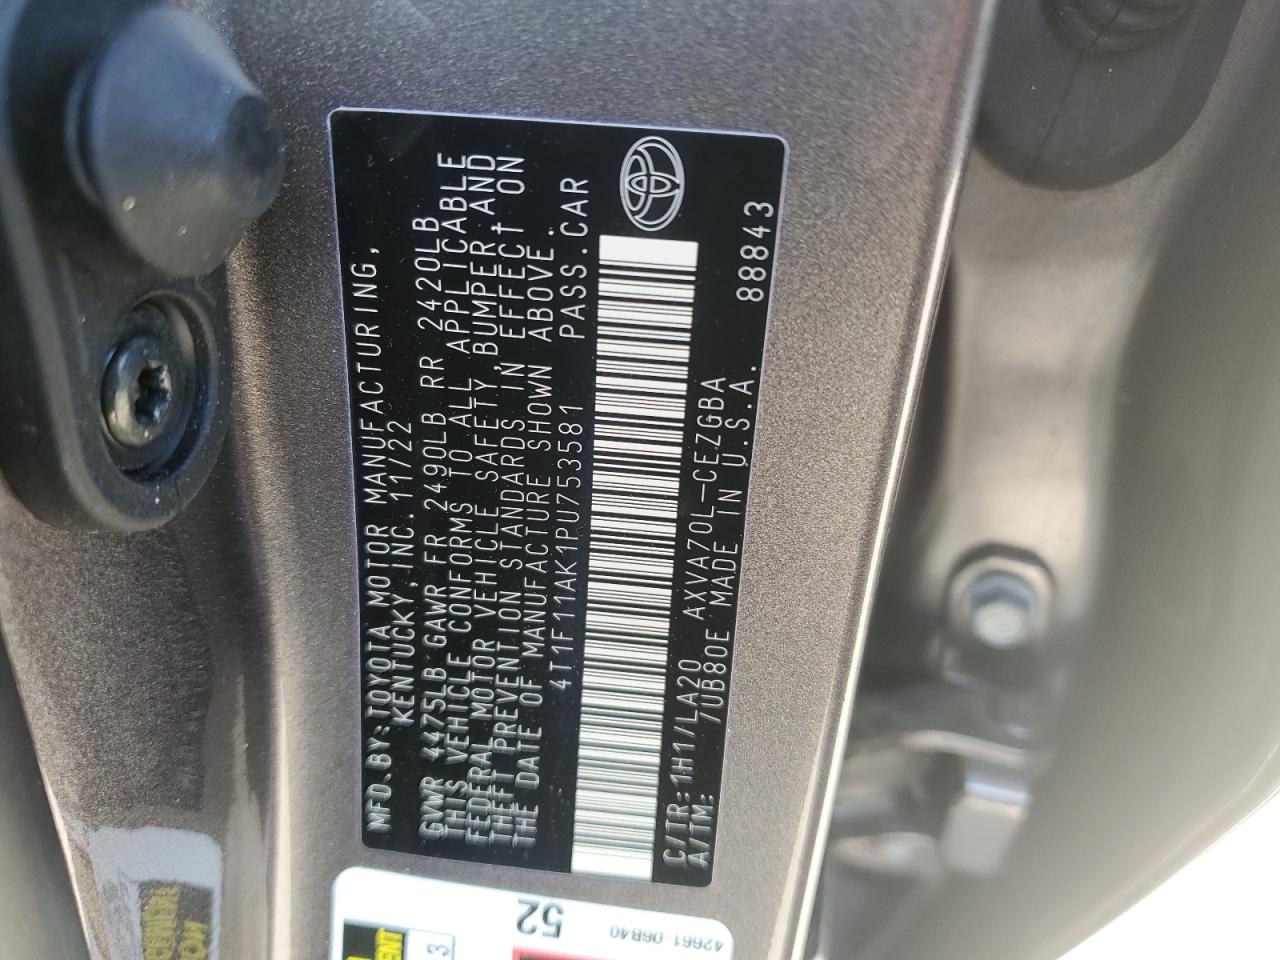 MFD.BY:TOYOTA MOTOR MANUFACTURING,
KENTUCKY,INC. 11/22
GVWR 4475LB GAWR FR 2490LB RR 2420LB
THIS VEHICLE CONFORMS TO ALL APPLICABLE
FEDERAL MOTOR VEHICLE SAFETY,BUMPER,AND
THEFT PREVENTION STANDARDS IN EFFECT ON
THE DATE OF MANUFACTURE SHOWN ABOVE.
4T1F11AK1PU753581 PASS.CAR
C/TR:1H1/LA20 AXVA70L-CEZGBA 88843
A/TM: /UB80E MADE IN U.S.A.
52
42661-06B40
3